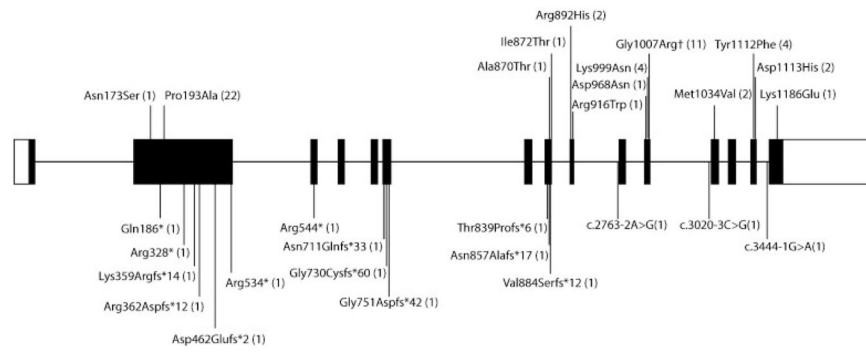 Arg892His (2)
Ile872Thr (1)
Gly1007Arg† (11)
Tyr1112Phe (4)
Ala870Thr (1)
Lys999Asn (4)
Asp1113His (2)
Asn173Ser (1)
Pro193Ala (22)
Asp968Asn (1)
Met1034Val (2)
Lys1186Glu (1)
Arg916Trp (1)
Gln186* (1)
Arg544* (1)
Thr839Profs*6 (1)
c.2763-2A>G(1)
c.3020-3C>G(1)
Arg328* (1)
Asn711Glnfs*33 (1)
Asn857Alafs*17 (1)
c.3444-1G>A(1)
Lys359Argfs*14 (1)
Arg534* (1)
Gly730Cysfs*60 (1)
Val884Serfs*12 (1)
Arg362Aspfs*12 (1)
Gly751Aspfs*42 (1)
Asp462Glufs*2 (1)